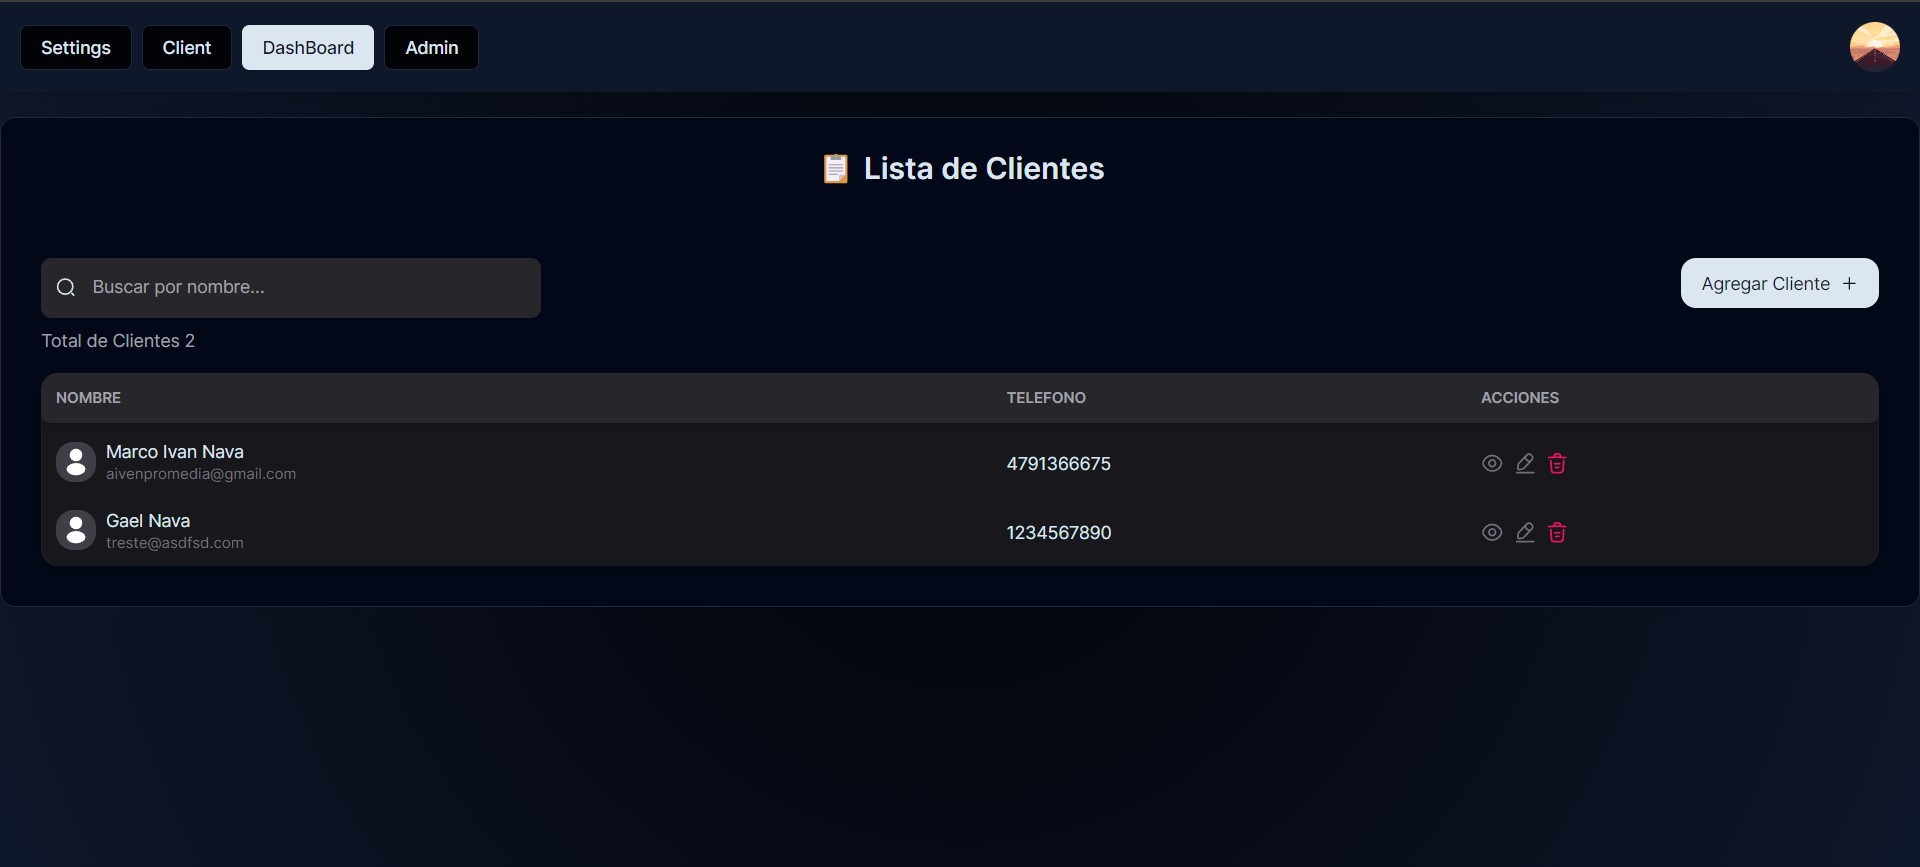 Settings Client DashBoard Admin
Lista de Clientes
Buscar por nombre...
Agregar Cliente +
Total de Clientes 2
NOMBRE TELEFONO ACCIONES
Marco Ivan Nava
aivenpromedia@gmail.com
4791366675
Gael Nava
treste@asdfsd.com
1234567890